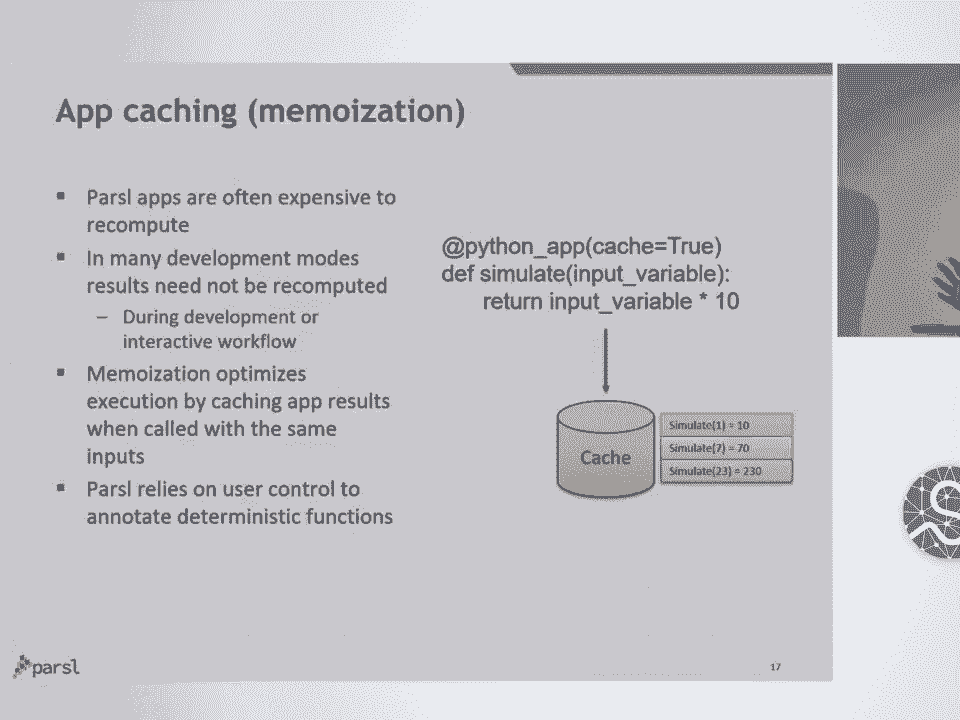 App caching (memoization)
▪ Parsl apps are often expensive to
recompute
▪ In many development modes
results need not be recomputed
– During development or
interactive workflow
▪ Memoization optimizes
execution by caching app results
when called with the same
inputs
▪ Parsl relies on user control to
annotate deterministic functions
@python_app(cache=True)
def simulate(input_variable):
return input_variable * 10
Cache
Simulate(1) = 10
Simulate(7) = 70
Simulate(23) = 230
parsl
17